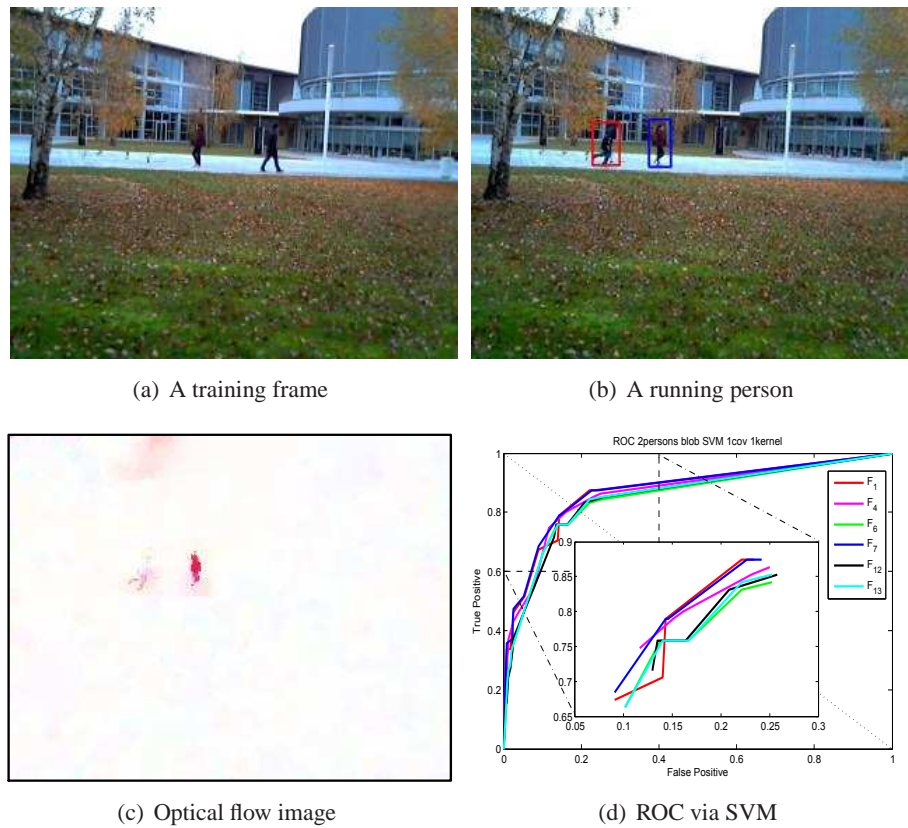 (a) A training frame
(b) A running person
(c) Optical flow image
ROC 2persons blob SVM 1cov 1kernel
True Positive
1
0.8
0.6
0.4
0.2
0
F1
F4
F6
F7
F12
F13
0.9
0.85
0.8
0.75
0.7
0.65
0.05
0.1
0.15
0.2
0.25
0.3
0
0.2
0.4
0.6
0.8
1
False Positive
(d) ROC via SVM